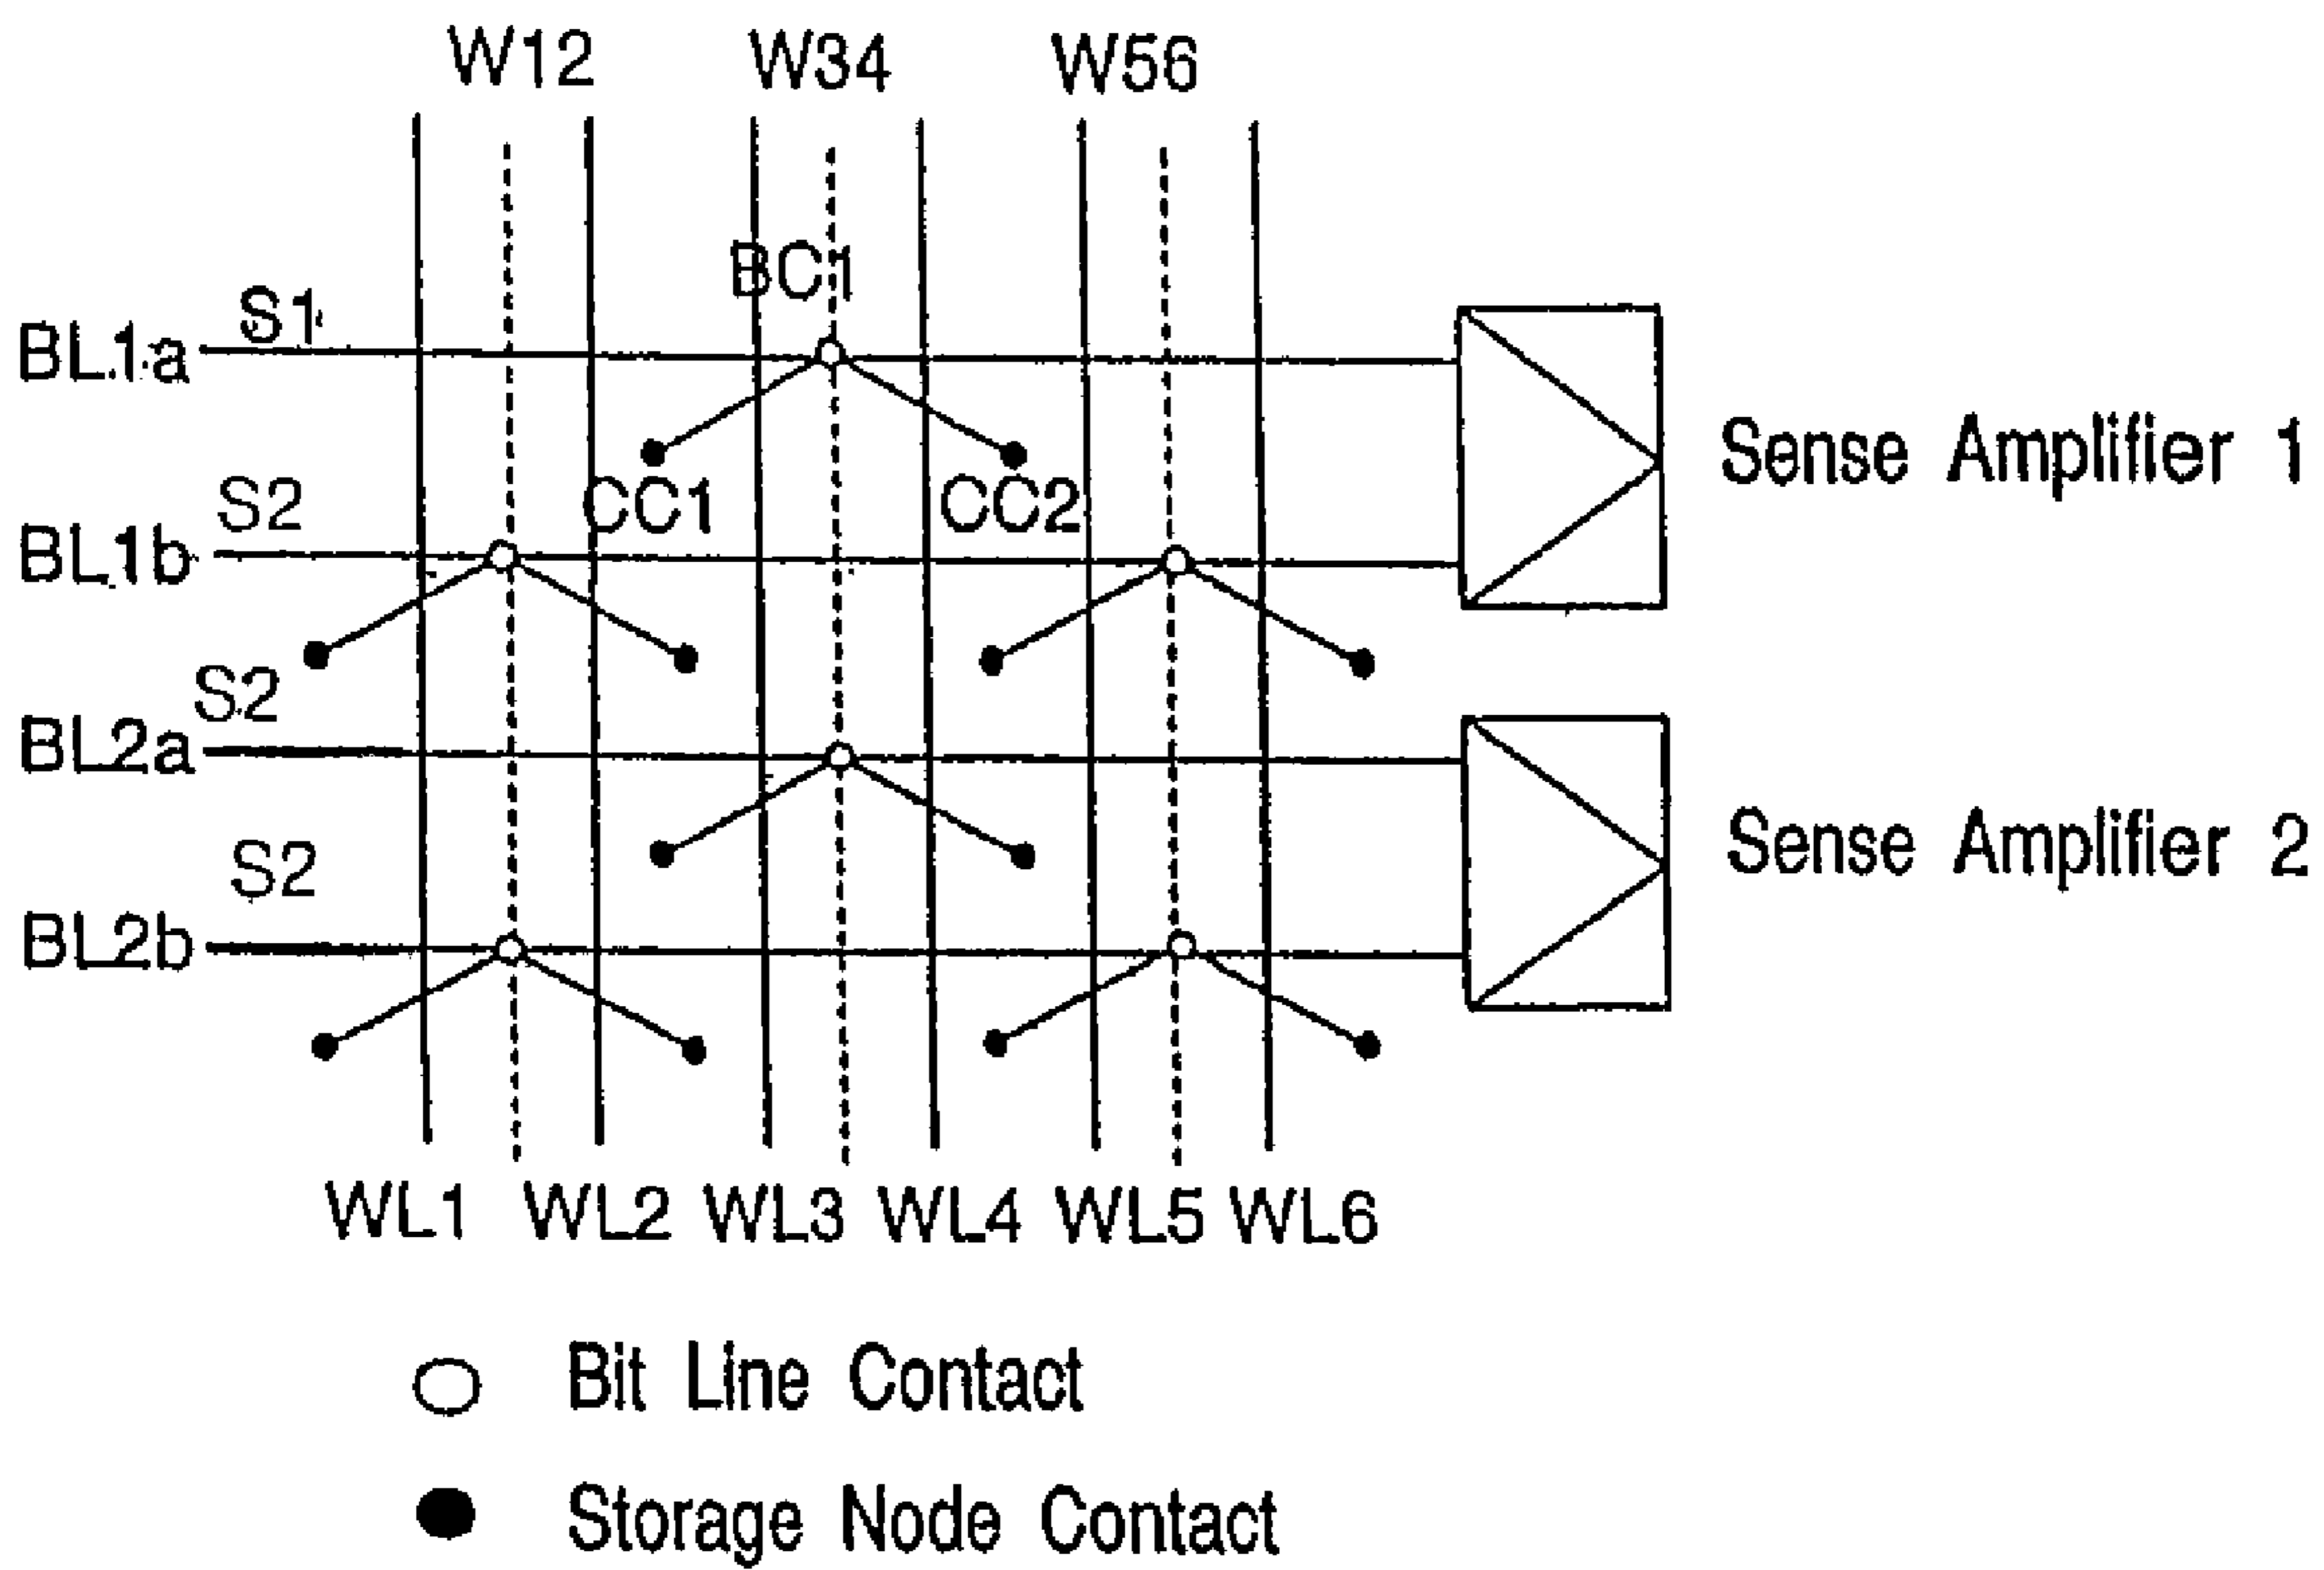 W12 W34 W56
BC1
S1
BL1a
Sense Amplifier 1
S2 CC1 CC2
BL1b
S2
BL2a
Sense Amplifier 2
S2
BL2b
WL1 WL2 WL3 WL4 WL5 WL6
Bit Line Contact
Storage Node Contact